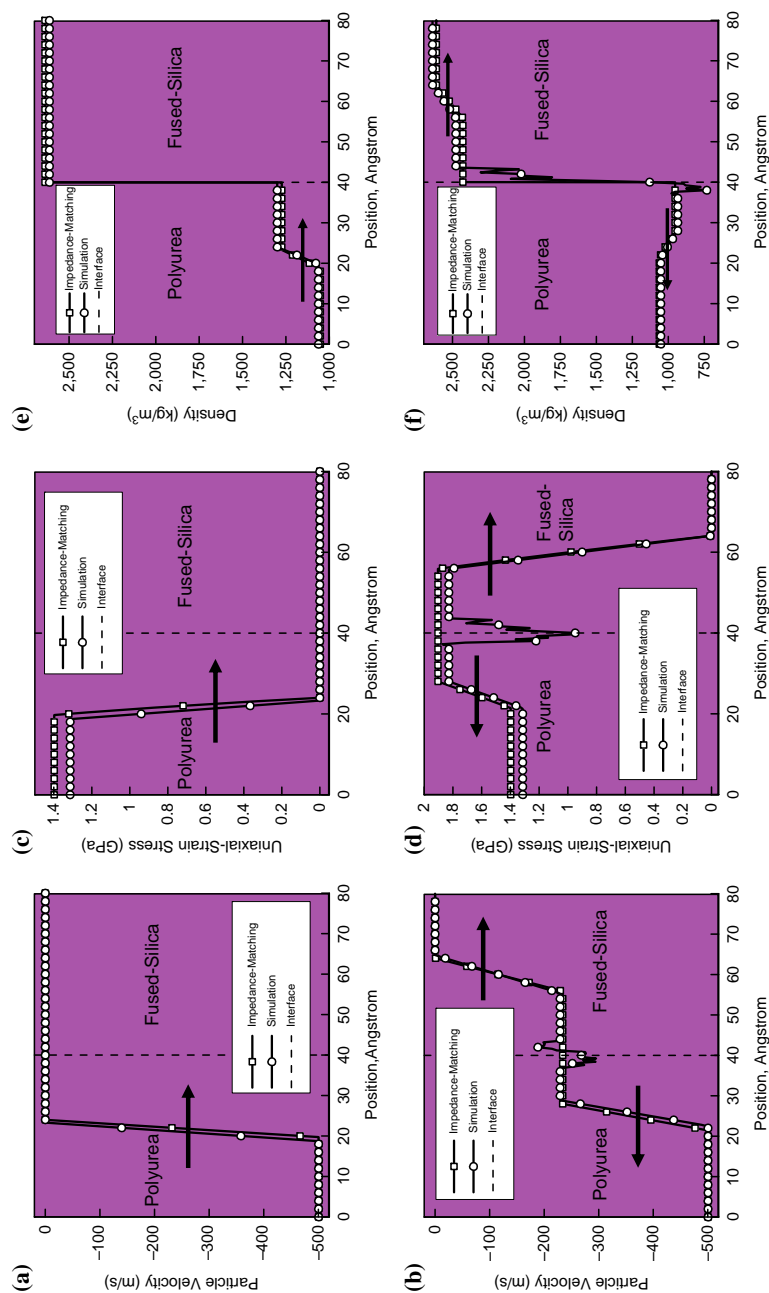 (a)
0
−100
−200
−300
−400
−500
Particle Velocity (m/s)
Polyurea
Fused-Silica
Impedance-Matching
Simulation
Interface
0 10 20 30 40 50 60 70 80
Position,Angstrom
(c)
1.4
1.2
1
0.8
0.6
0.4
0.2
0
Uniaxial-Strain Stress (GPa)
Impedance-Matching
Simulation
Interface
Polyurea
Fused-Silica
0 20 40 60 80
Position, Angstrom
(e)
2,500
2,250
2,000
1,750
1,500
1,250
1,000
Density (kg/m³)
Impedance-Matching
Simulation
Interface
Polyurea
Fused-Silica
0 10 20 30 40 50 60 70 80
Position, Angstrom
(b)
0
−100
−200
−300
−400
−500
Particle Velocity (m/s)
Impedance-Matching
Simulation
Interface
Polyurea
Fused-Silica
0 10 20 30 40 50 60 70 80
Position, Angstrom
(d)
2
1.8
1.6
1.4
1.2
1
0.8
0.6
0.4
0.2
0
Uniaxial-Strain Stress (GPa)
Polyurea
Fused-
Silica
Impedance-Matching
Simulation
Interface
0 20 40 60 80
Position, Angstrom
(f)
2,500
2,250
2,000
1,750
1,500
1,250
1,000
750
Density (kg/m³)
Impedance-Matching
Simulation
Interface
Polyurea
Fused-Silica
0 10 20 30 40 50 60 70 80
Position, Angstrom